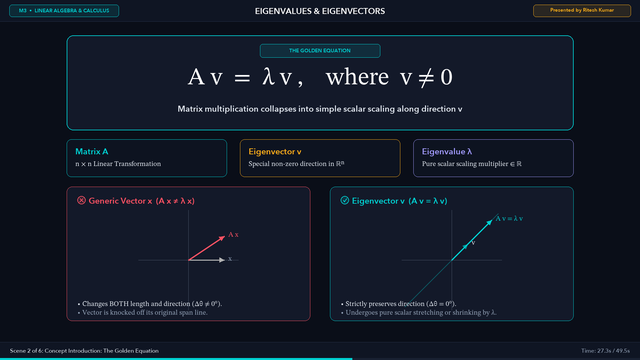 M3 • LINEAR ALGEBRA & CALCULUS
EIGENVALUES & EIGENVECTORS
Presented by Ritesh Kumar
THE GOLDEN EQUATION
A v = λ v , where v ≠ 0
Matrix multiplication collapses into simple scalar scaling along direction v
Matrix A
n × n Linear Transformation
Eigenvector v
Special non-zero direction in ℝⁿ
Eigenvalue λ
Pure scalar scaling multiplier ∈ ℝ
Generic Vector x (A x ≠ λ x)
A x
x
• Changes BOTH length and direction (Δθ ≠ 0°).
• Vector is knocked off its original span line.
Eigenvector v (A v = λ v)
A v = λ v
v
• Strictly preserves direction (Δθ = 0°).
• Undergoes pure scalar stretching or shrinking by λ.
Scene 2 of 6: Concept Introduction: The Golden Equation
Time: 27.3s / 49.5s